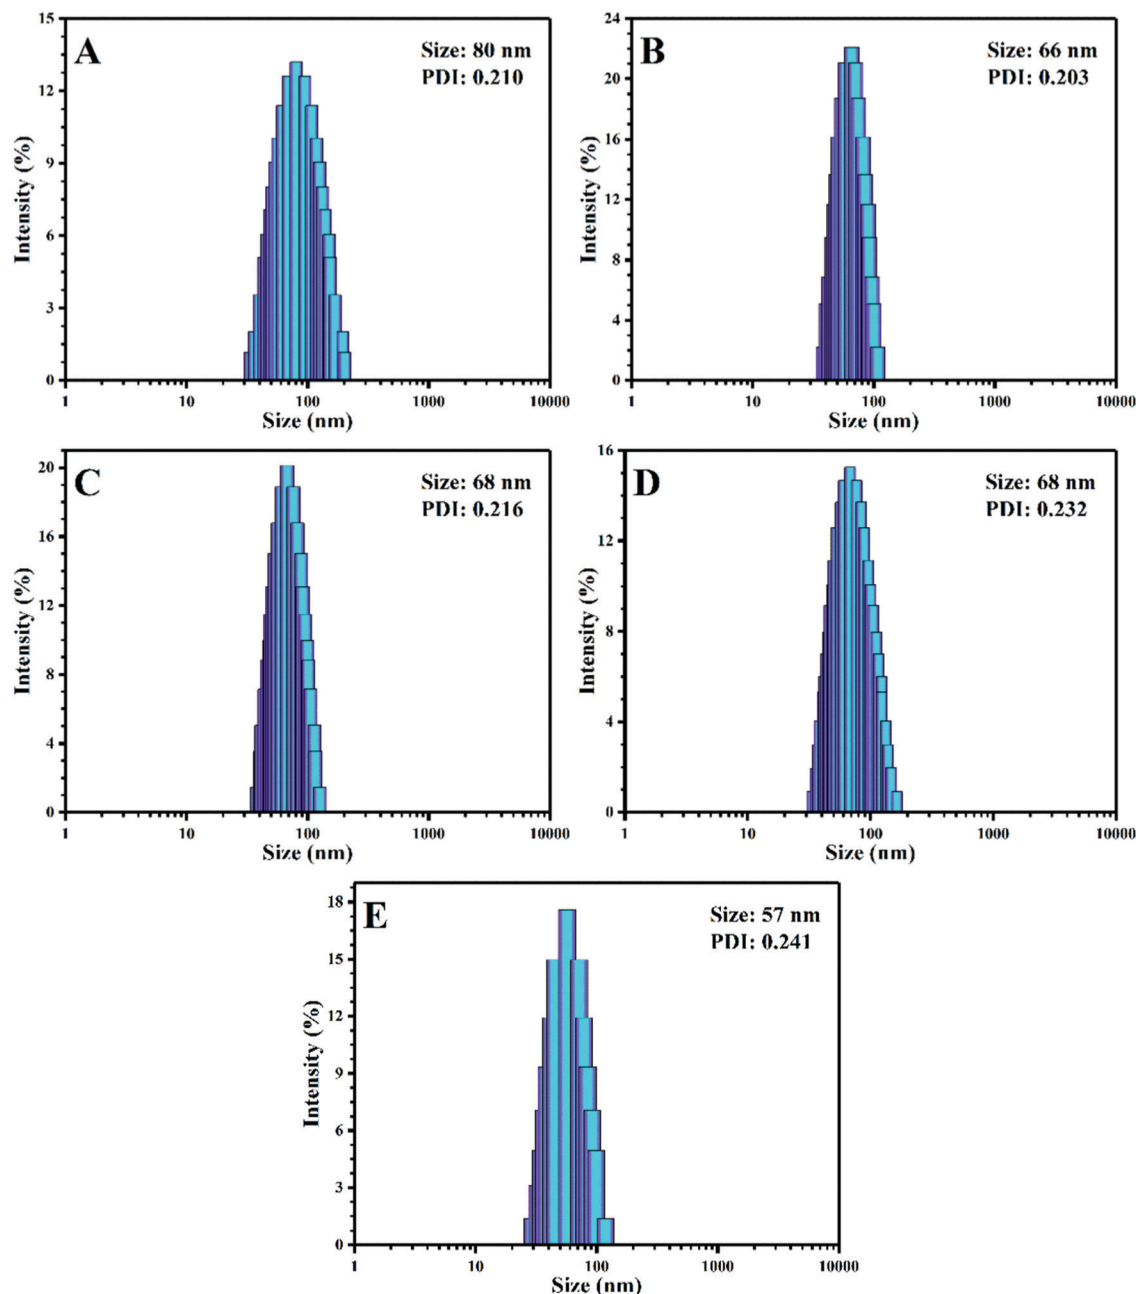 A
Size: 80 nm
PDI: 0.210
Intensity (%)
15
12
9
6
3
0
1
10
100
1000
10000
Size (nm)
B
Size: 66 nm
PDI: 0.203
Intensity (%)
24
20
16
12
8
4
0
1
10
100
1000
10000
Size (nm)
C
Size: 68 nm
PDI: 0.216
Intensity (%)
20
16
12
8
4
0
1
10
100
1000
10000
Size (nm)
D
Size: 68 nm
PDI: 0.232
Intensity (%)
16
12
8
4
0
1
10
100
1000
10000
Size (nm)
E
Size: 57 nm
PDI: 0.241
Intensity (%)
18
15
12
9
6
3
0
1
10
100
1000
10000
Size (nm)